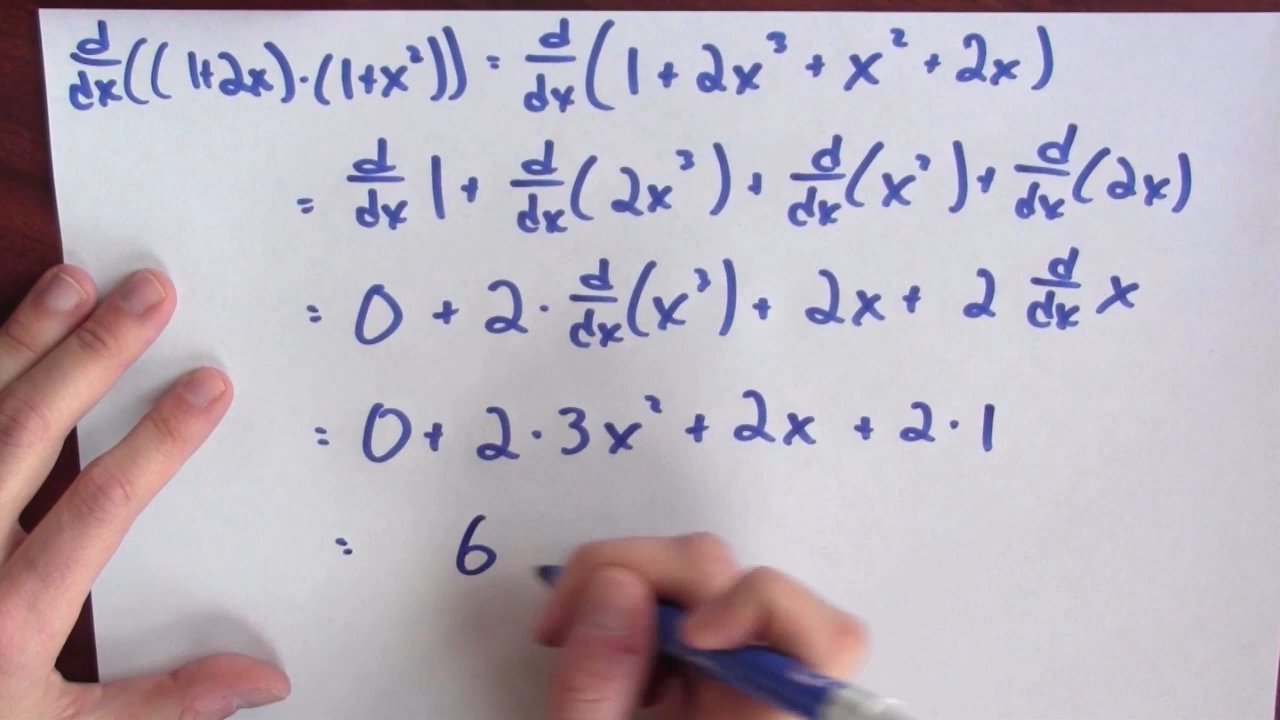 d/dx((1+2x)·(1+x²)) = d/dx(1 + 2x³ + x² + 2x)
= d/dx 1 + d/dx(2x³) + d/dx(x²) + d/dx(2x)
= 0 + 2 · d/dx(x³) + 2x + 2 d/dx x
= 0 + 2 · 3x² + 2x + 2 · 1
= 6